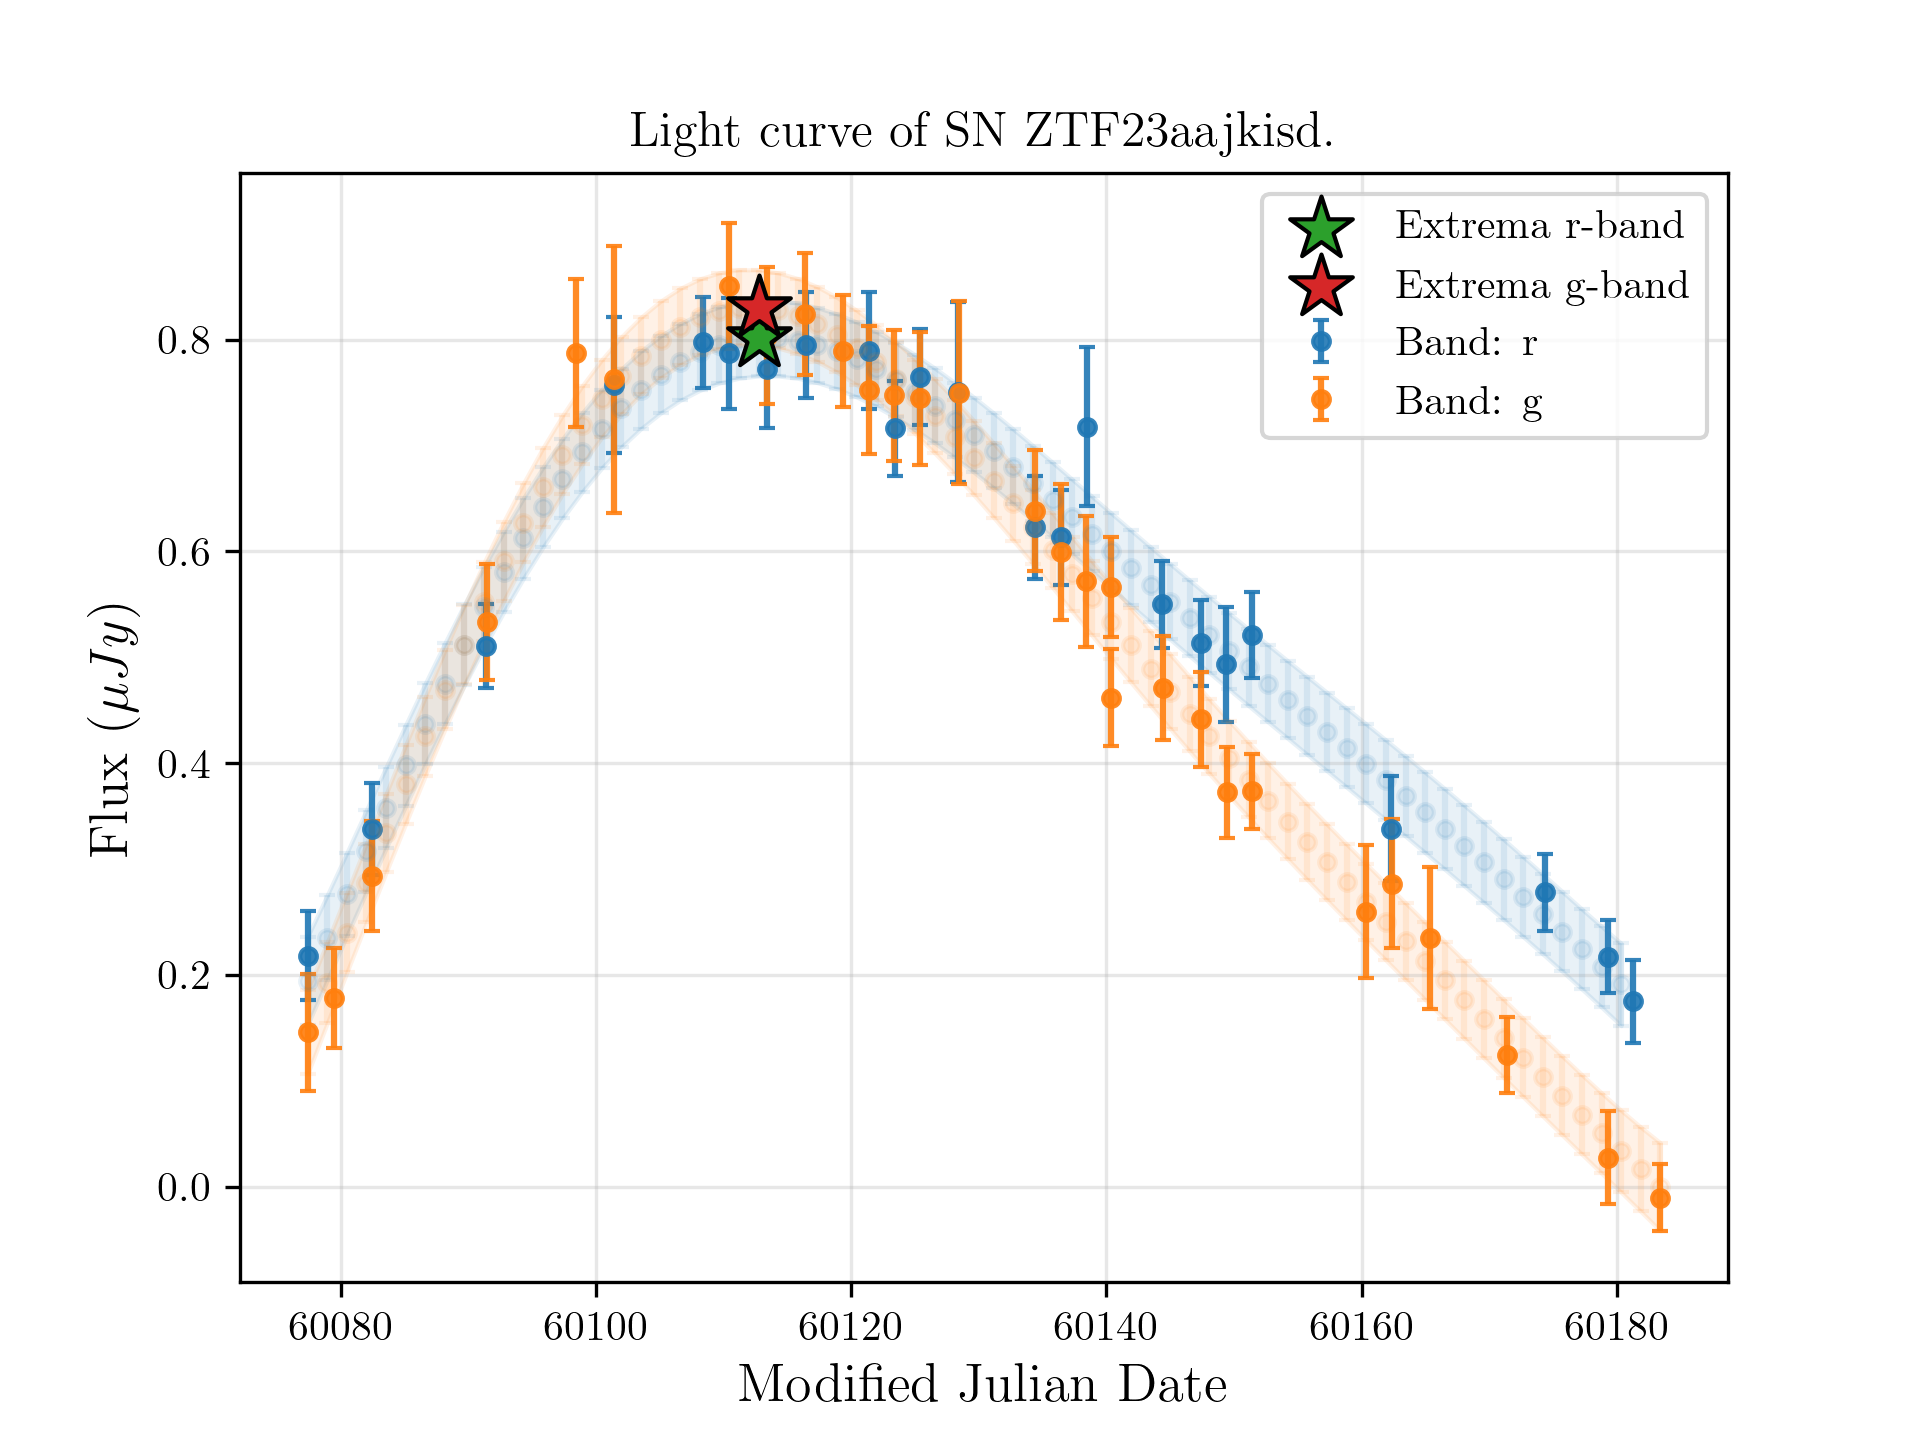 Light curve of SN ZTF23aajkisd.
Extrema r-band
Extrema g-band
Band: r
Band: g
Flux (μJy)
0.8
0.6
0.4
0.2
0.0
60080 60100 60120 60140 60160 60180
Modified Julian Date